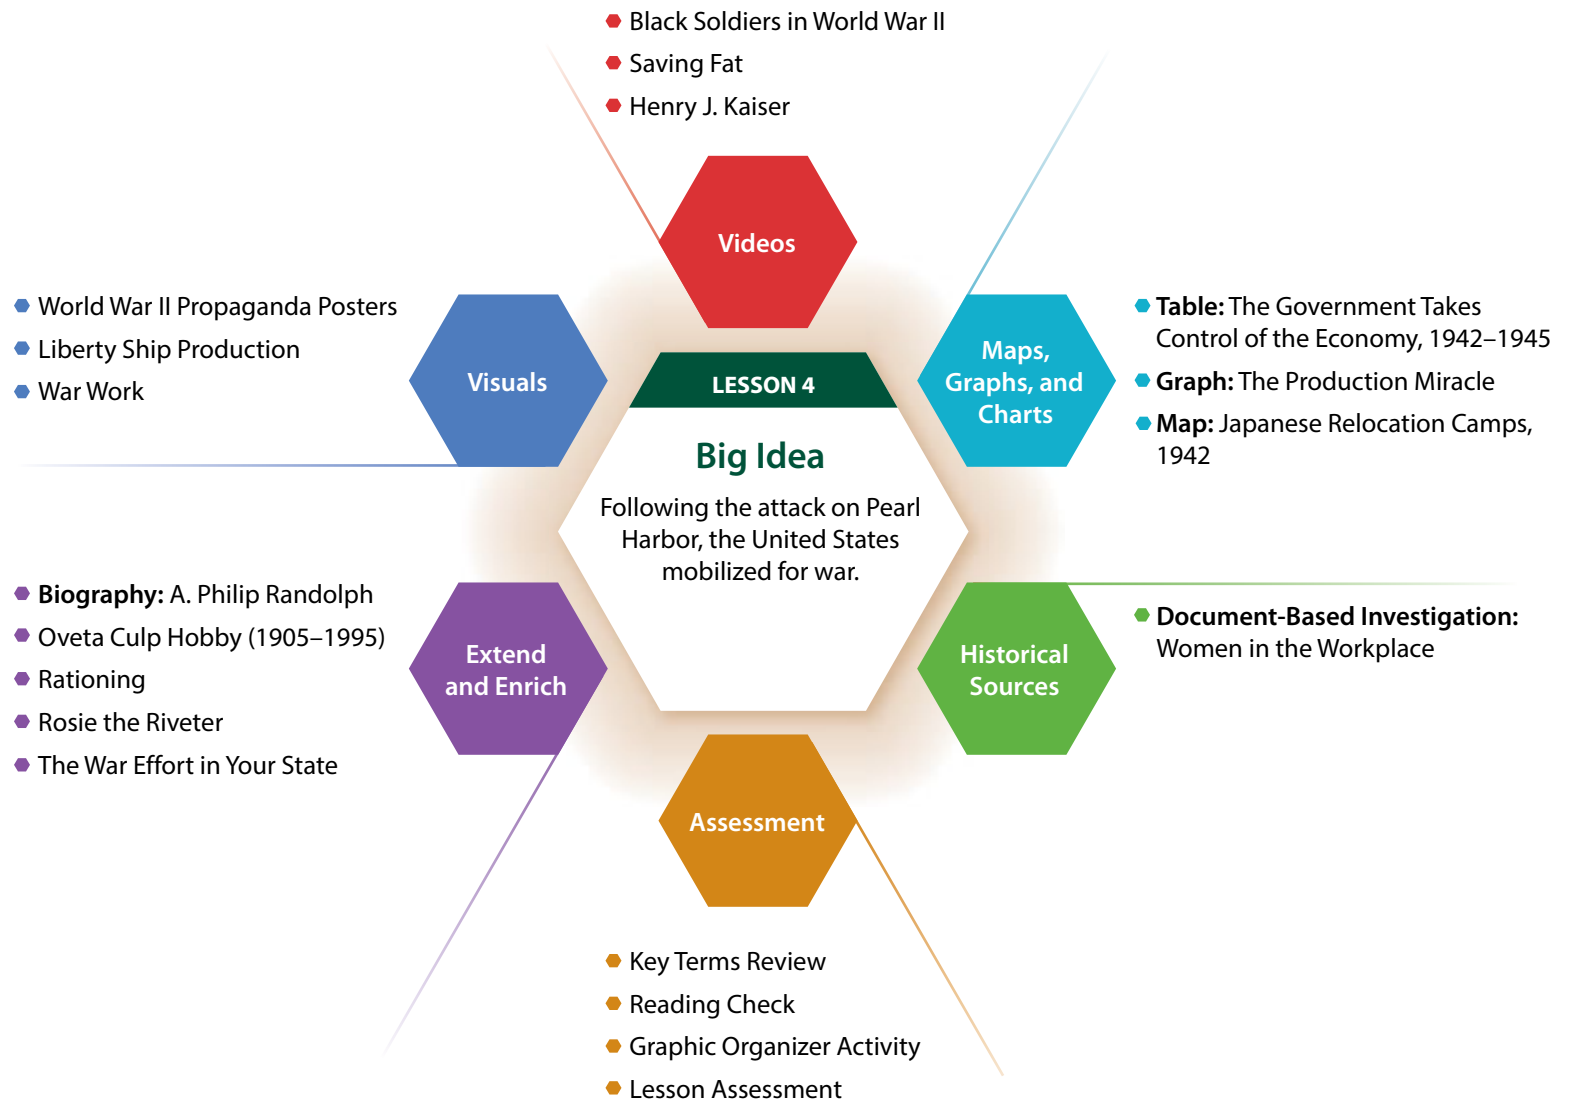 Black Soldiers in World War II
Saving Fat
Henry J. Kaiser
Videos
World War II Propaganda Posters
Liberty Ship Production
War Work
Visuals
Maps,
Graphs, and
Charts
Table: The Government Takes
Control of the Economy, 1942–1945
Graph: The Production Miracle
Map: Japanese Relocation Camps,
1942
LESSON 4
Big Idea
Following the attack on Pearl
Harbor, the United States
mobilized for war.
Biography: A. Philip Randolph
Oveta Culp Hobby (1905–1995)
Rationing
Rosie the Riveter
The War Effort in Your State
Extend
and Enrich
Historical
Sources
Document-Based Investigation:
Women in the Workplace
Assessment
Key Terms Review
Reading Check
Graphic Organizer Activity
Lesson Assessment